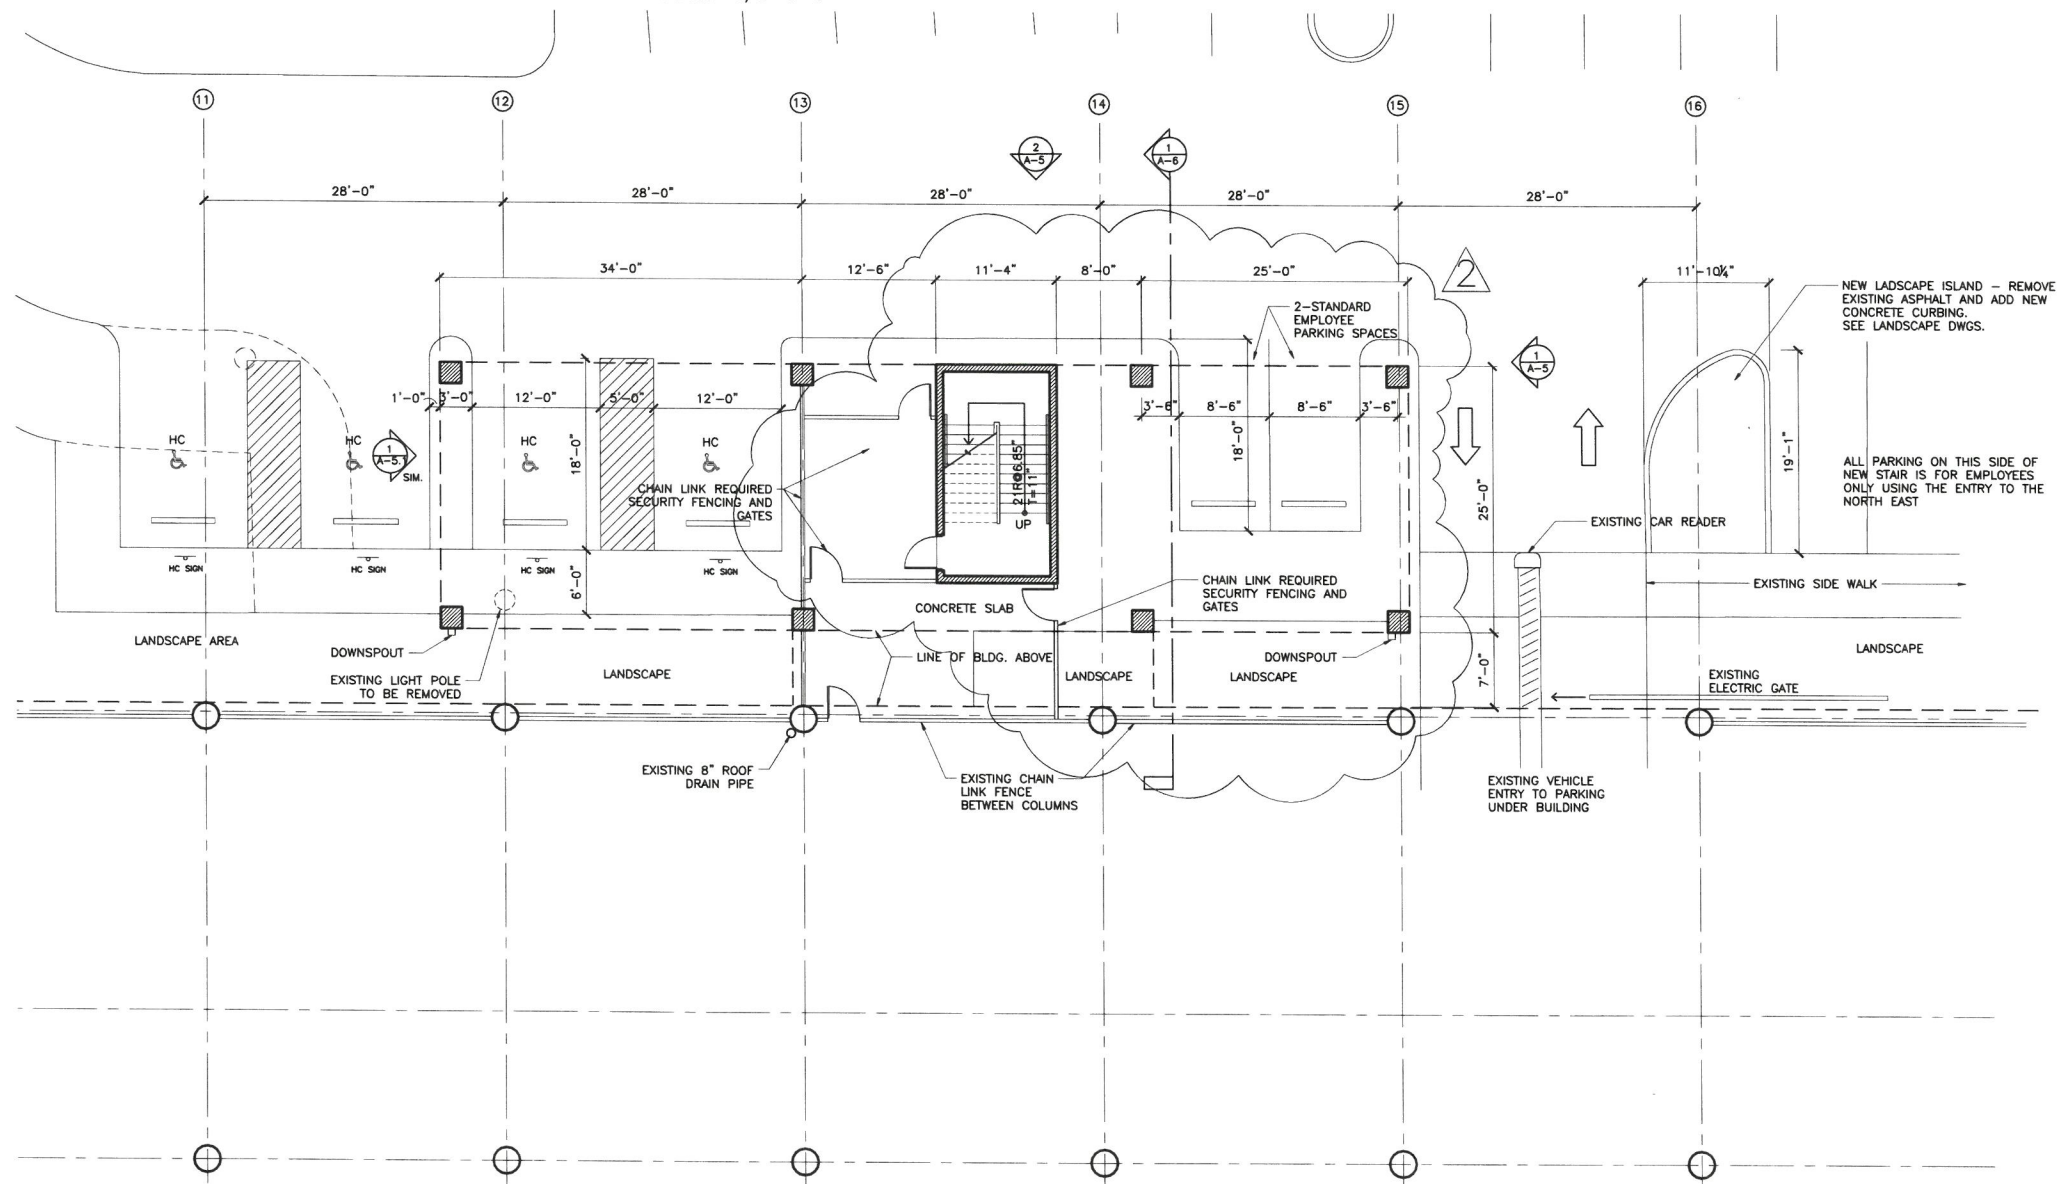 11
12
13
14
15
16
2
A-5
1
A-6
28'-0"
28'-0"
28'-0"
28'-0"
28'-0"
34'-0"
12'-6"
11'-4"
8'-0"
25'-0"
2
11'-10¼"
NEW LADSCAPE ISLAND – REMOVE
EXISTING ASPHALT AND ADD NEW
CONCRETE CURBING.
SEE LANDSCAPE DWGS.
2-STANDARD
EMPLOYEE
PARKING SPACES
1
A-5
1'-0"
3'-0"
12'-0"
5'-0"
12'-0"
3'-6"
8'-6"
8'-6"
3'-6"
HC
HC
HC
HC
1
A-5.1
SIM.
18'-0"
18'-0"
19'-1"
25'-0"
CHAIN LINK REQUIRED
SECURITY FENCING AND
GATES
21R@6.85"
T=11"
UP
ALL PARKING ON THIS SIDE OF
NEW STAIR IS FOR EMPLOYEES
ONLY USING THE ENTRY TO THE
NORTH EAST
EXISTING CAR READER
HC SIGN
HC SIGN
HC SIGN
HC SIGN
6'-0"
CHAIN LINK REQUIRED
SECURITY FENCING AND
GATES
EXISTING SIDE WALK
CONCRETE SLAB
LANDSCAPE AREA
DOWNSPOUT
LINE OF BLDG. ABOVE
DOWNSPOUT
LANDSCAPE
EXISTING LIGHT POLE
TO BE REMOVED
LANDSCAPE
LANDSCAPE
LANDSCAPE
7'-0"
EXISTING
ELECTRIC GATE
EXISTING 8" ROOF
DRAIN PIPE
EXISTING CHAIN
LINK FENCE
BETWEEN COLUMNS
EXISTING VEHICLE
ENTRY TO PARKING
UNDER BUILDING